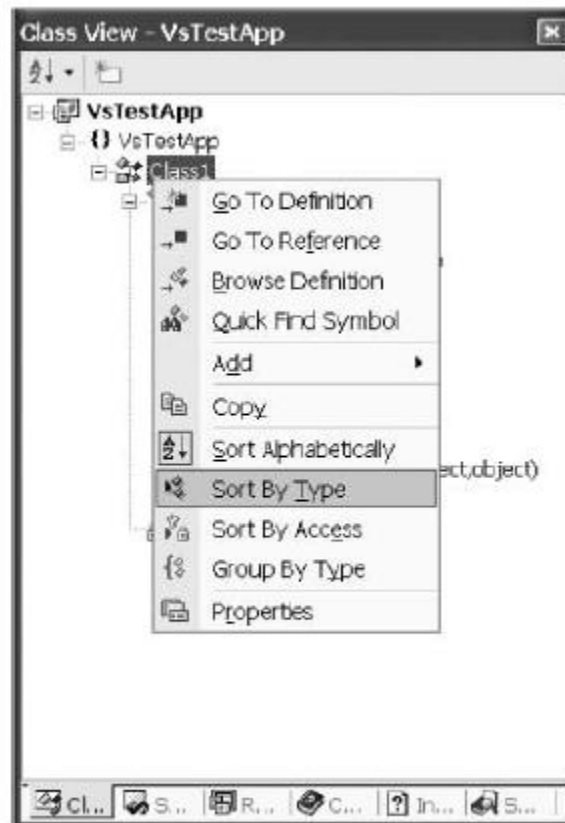 Class View - VsTestApp
VsTestApp
{} VsTestApp
Class1
Go To Definition
Go To Reference
Browse Definition
Quick Find Symbol
Add
Copy
Sort Alphabetically
Sort By Type
ect,object)
Sort By Access
Group By Type
Properties
Cl... S... R... C... In... S...